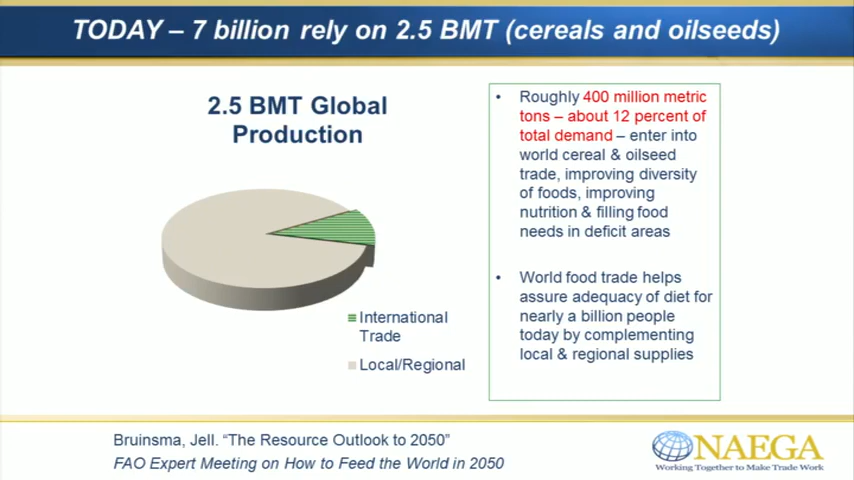 TODAY – 7 billion rely on 2.5 BMT (cereals and oilseeds)
2.5 BMT Global
Production
International
Trade
Local/Regional
• Roughly 400 million metric
tons – about 12 percent of
total demand – enter into
world cereal & oilseed
trade, improving diversity
of foods, improving
nutrition & filling food
needs in deficit areas
• World food trade helps
assure adequacy of diet for
nearly a billion people
today by complementing
local & regional supplies
Bruinsma, Jell. “The Resource Outlook to 2050”
FAO Expert Meeting on How to Feed the World in 2050
NAEGA
Working Together to Make Trade Work